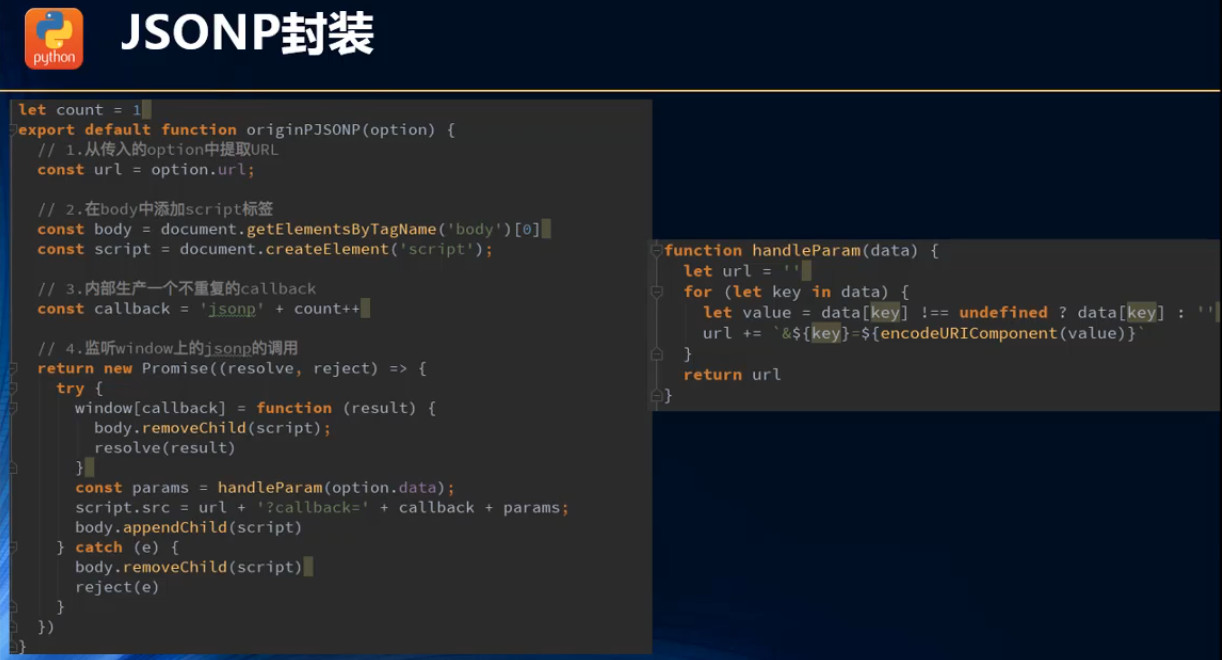 python
JSONP封装
let count = 1
export default function originPJSONP(option) {
// 1.从传入的option中提取URL
const url = option.url;
// 2.在body中添加script标签
const body = document.getElementsByTagName('body')[0]
const script = document.createElement('script');
// 3.内部生产一个不重复的callback
const callback = 'jsonp' + count++
// 4.监听window上的jsonp的调用
return new Promise((resolve, reject) => {
try {
window[callback] = function (result) {
body.removeChild(script);
resolve(result)
}
const params = handleParam(option.data);
script.src = url + '?callback=' + callback + params;
body.appendChild(script)
} catch (e) {
body.removeChild(script)
reject(e)
}
})
}
function handleParam(data) {
let url = ''
for (let key in data) {
let value = data[key] !== undefined ? data[key] : ''
url += `&${key}=${encodeURIComponent(value)}`
}
return url
}